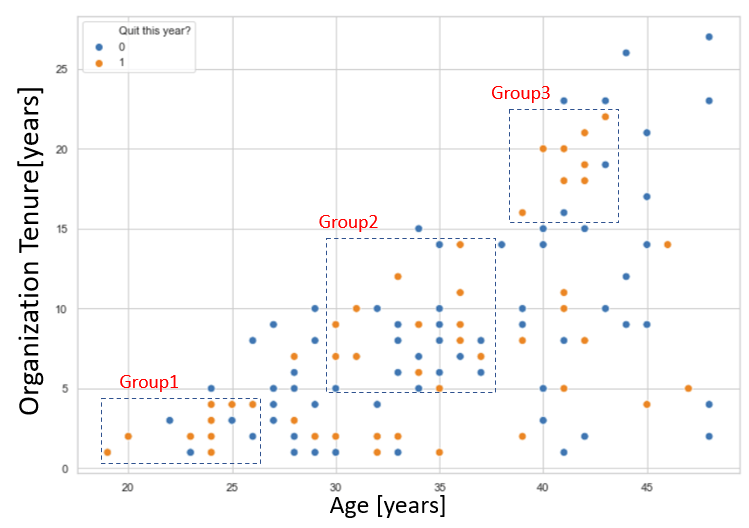 Quit this year?
0
1
Group3
Group2
Group1
25
20
15
10
5
0
Organization Tenure[years]
20
25
30
35
40
45
Age [years]